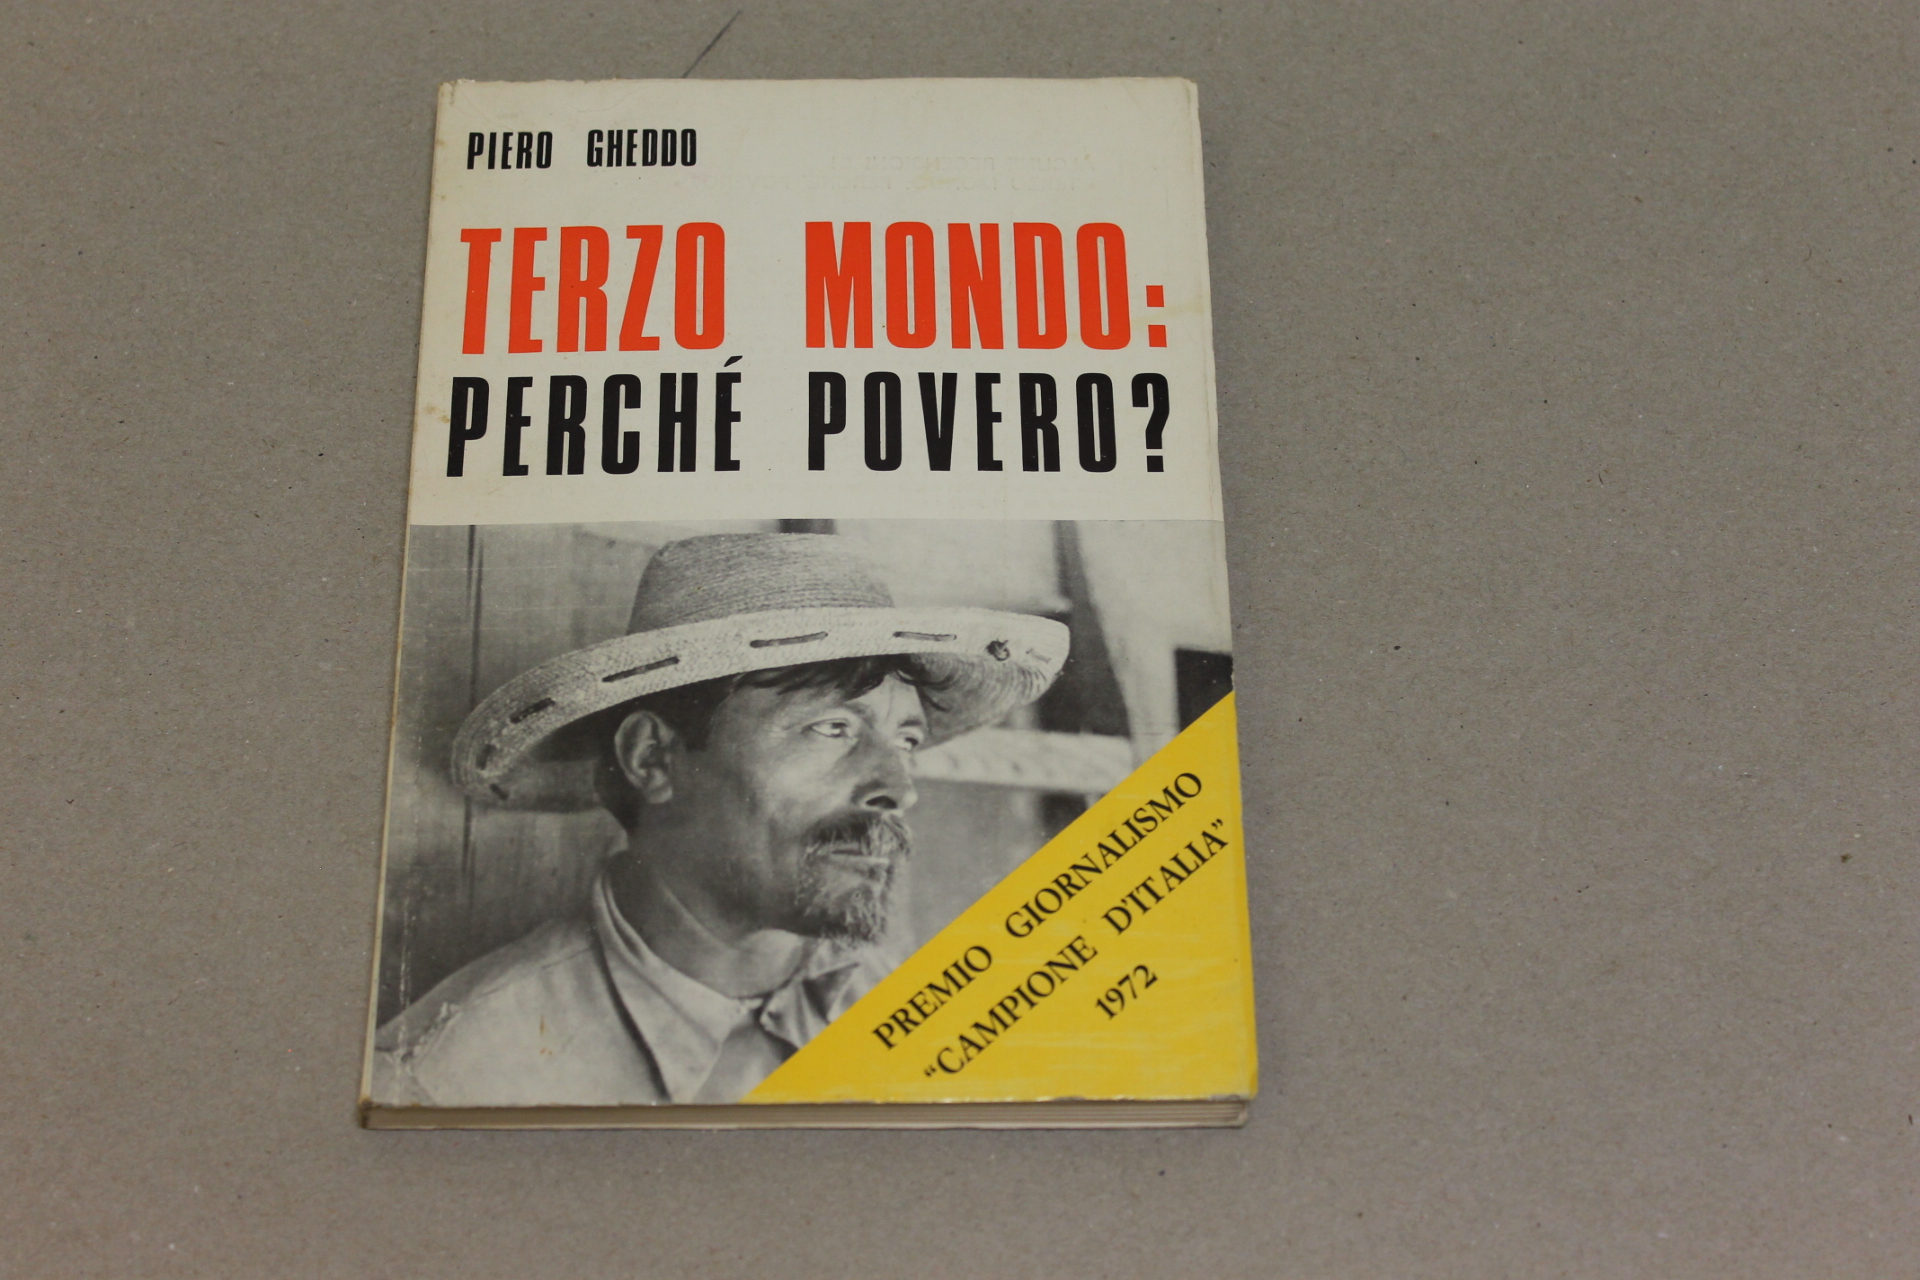 PIERO GHEDDO
TERZO MONDO:
PERCHÉ POVERO?
PREMIO GIORNALISMO
“CAMPIONE D'ITALIA”
1972